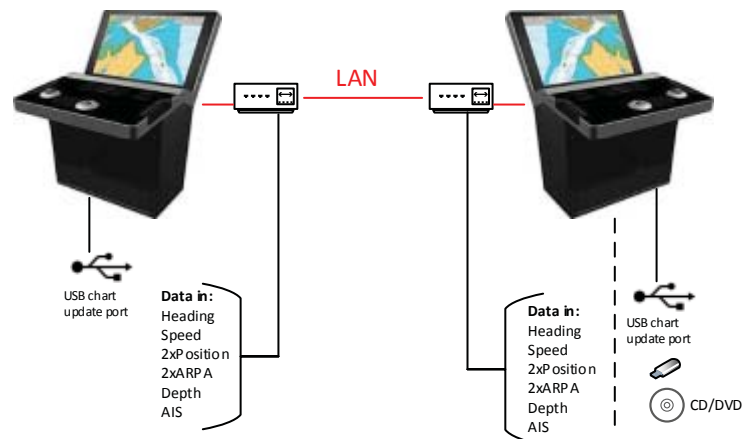 LAN
USB chart
update port
Data in:
Heading
Speed
2xPosition
2xARPA
Depth
AIS
Data in:
Heading
Speed
2xPosition
2xARPA
Depth
AIS
USB chart
update port
CD/DVD